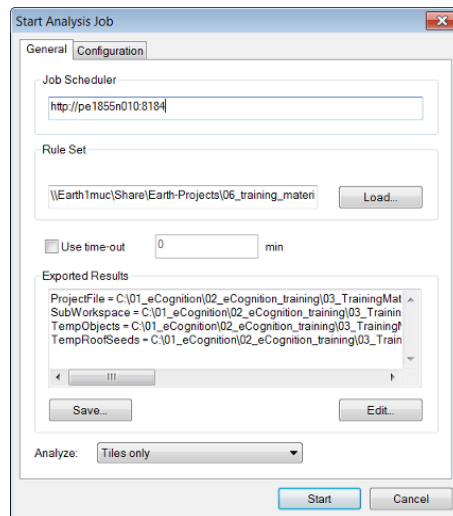 Start Analysis Job
General Configuration
Job Scheduler
http://pe1855n010:8184
Rule Set
\\Earth1muc\Share\Earth-Projects\06_training_materi
Load...
Use time-out 0 min
Exported Results
ProjectFile = C:\01_eCognition\02_eCognition_training\03_TrainingMat
SubWorkspace = C:\01_eCognition\02_eCognition_training\03_Trainin
TempObjects = C:\01_eCognition\02_eCognition_training\03_Training
TempRoofSeeds = C:\01_eCognition\02_eCognition_training\03_Train
Save... Edit...
Analyze: Tiles only
Start Cancel